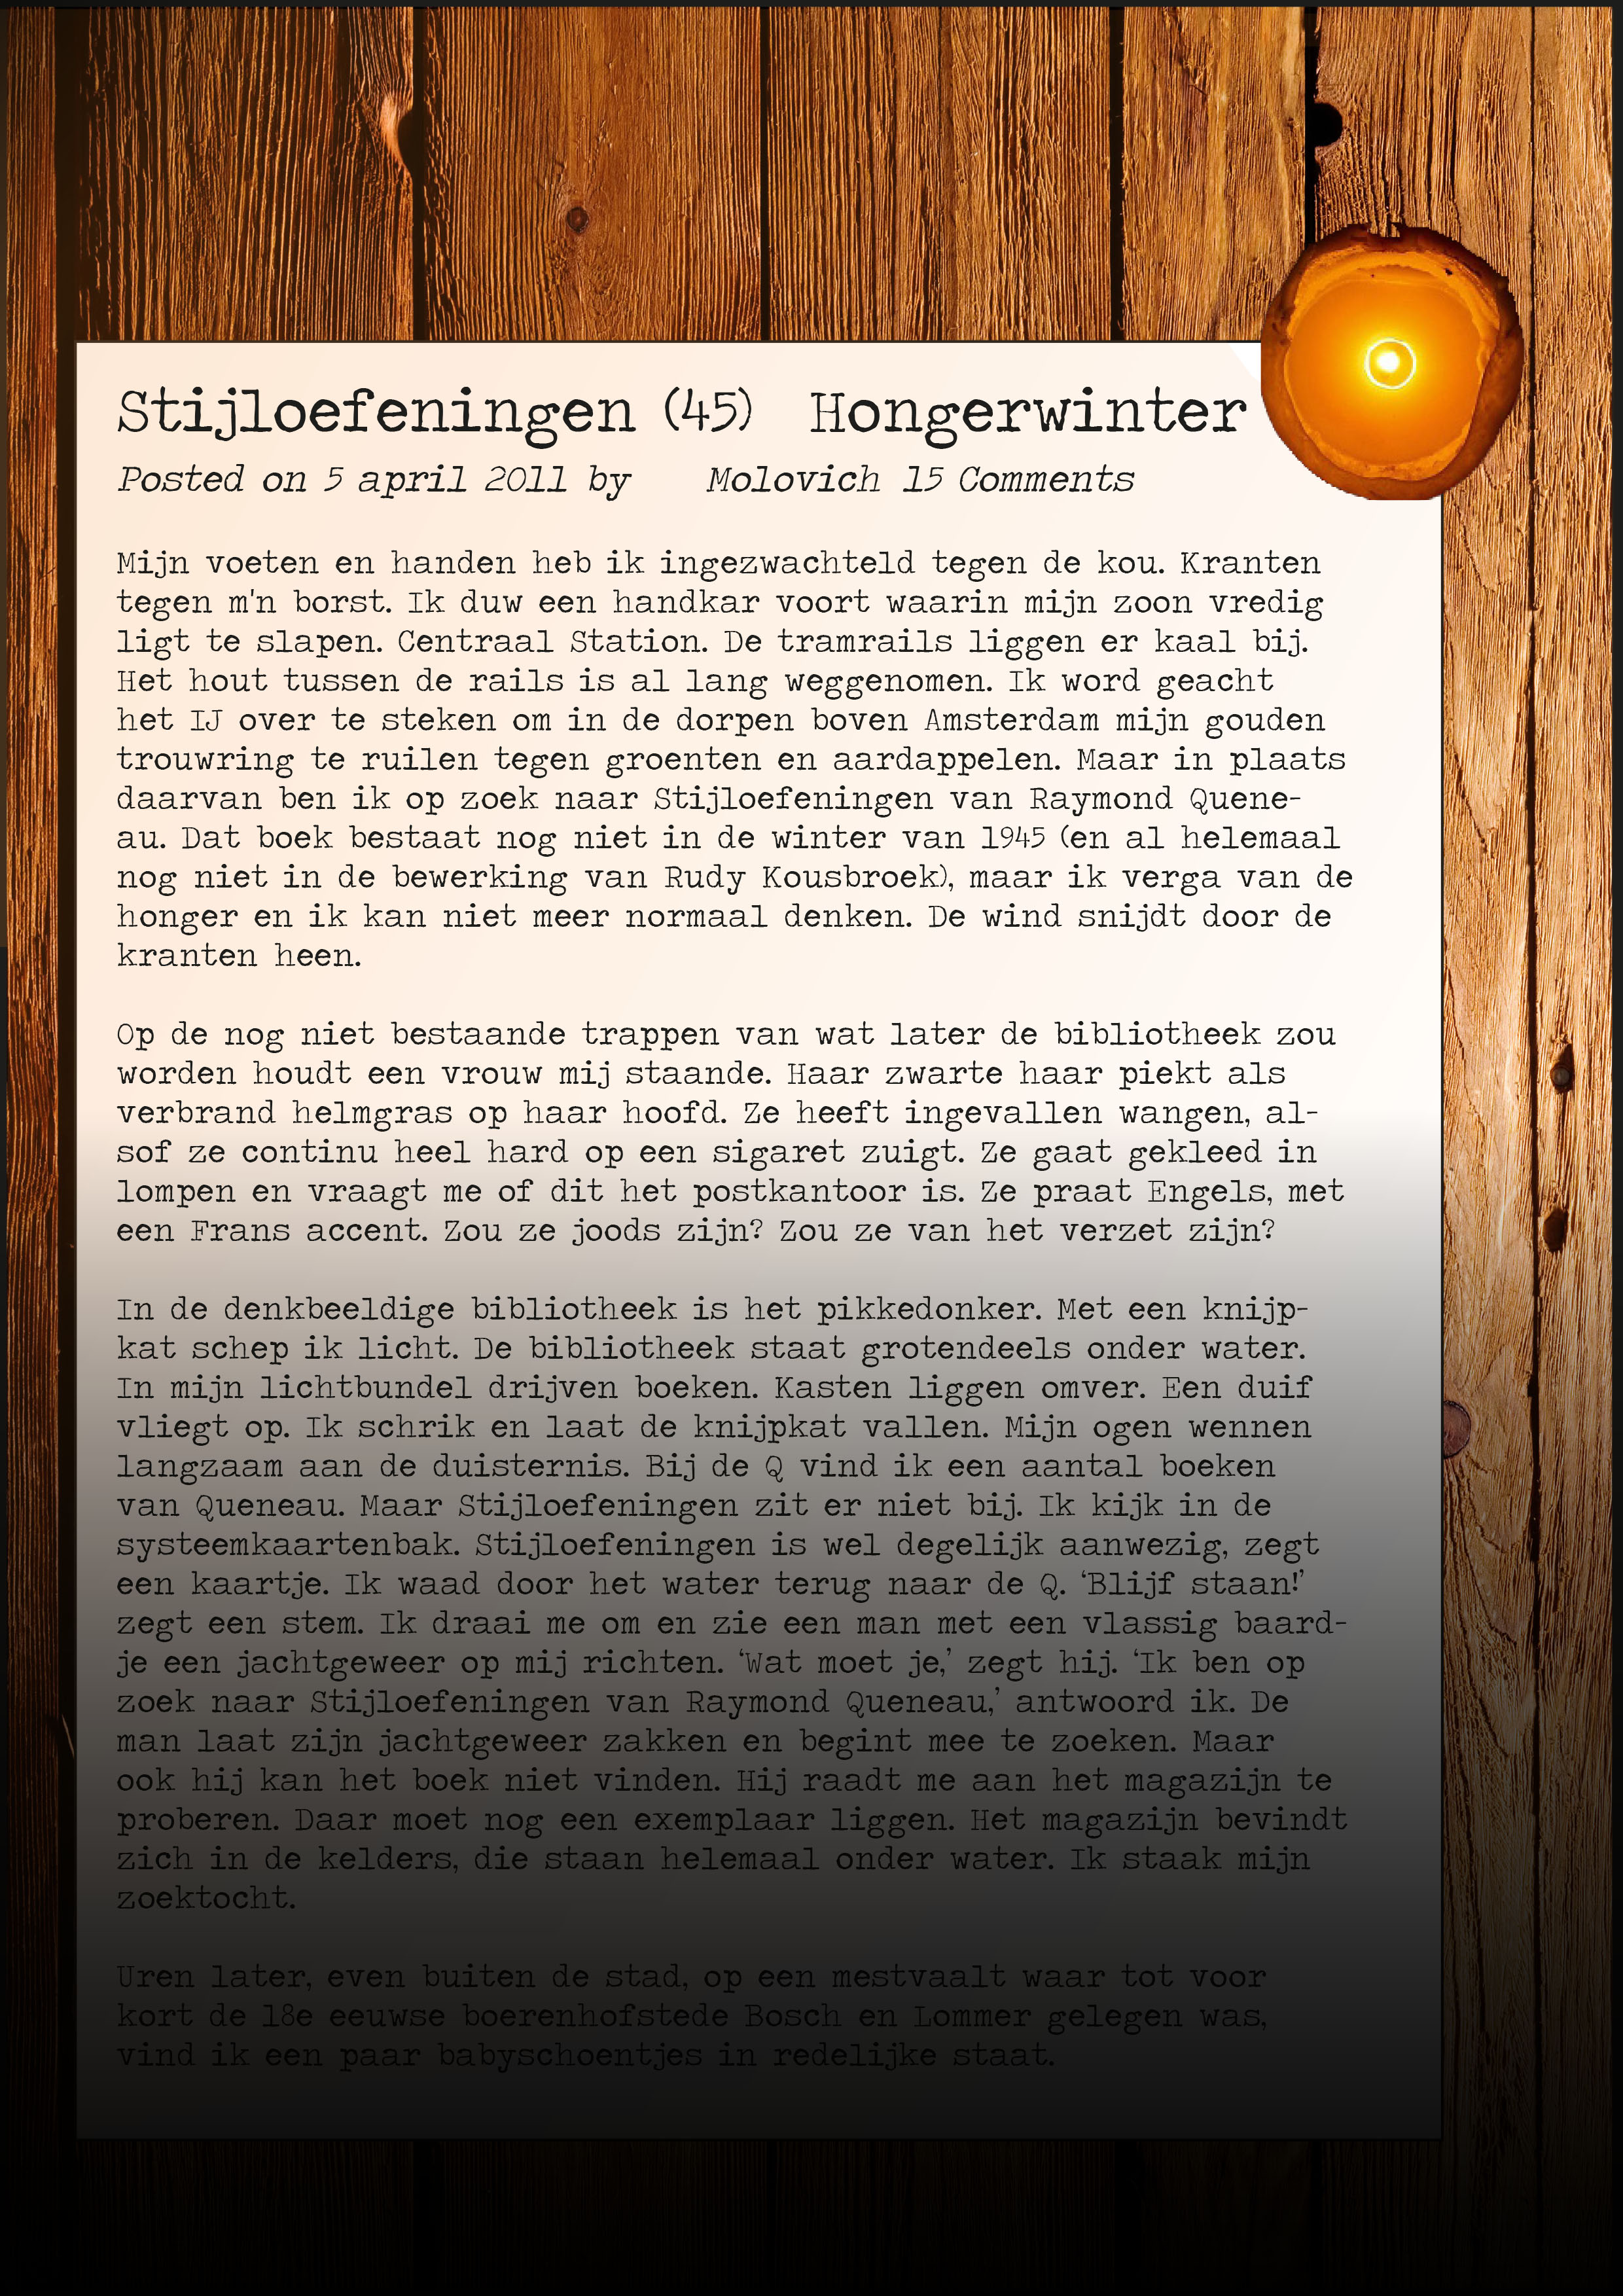 Stijloefeningen (45) Hongerwinter
Posted on 5 april 2011 by Molovich 15 Comments
Mijn voeten en handen heb ik ingezwachteld tegen de kou. Kranten
tegen m'n borst. Ik duw een handkar voort waarin mijn zoon vredig
ligt te slapen. Centraal Station. De tramrails liggen er kaal bij.
Het hout tussen de rails is al lang weggenomen. Ik word geacht
het IJ over te steken om in de dorpen boven Amsterdam mijn gouden
trouwring te ruilen tegen groenten en aardappelen. Maar in plaats
daarvan ben ik op zoek naar Stijloefeningen van Raymond Quene-
au. Dat boek bestaat nog niet in de winter van 1945 (en al helemaal
nog niet in de bewerking van Rudy Kousbroek), maar ik verga van de
honger en ik kan niet meer normaal denken. De wind snijdt door de
kranten heen.
Op de nog niet bestaande trappen van wat later de bibliotheek zou
worden houdt een vrouw mij staande. Haar zwarte haar piekt als
verbrand helmgras op haar hoofd. Ze heeft ingevallen wangen, al-
sof ze continu heel hard op een sigaret zuigt. Ze gaat gekleed in
lompen en vraagt me of dit het postkantoor is. Ze praat Engels, met
een Frans accent. Zou ze joods zijn? Zou ze van het verzet zijn?
In de denkbeeldige bibliotheek is het pikkedonker. Met een knijp-
kat schep ik licht. De bibliotheek staat grotendeels onder water.
In mijn lichtbundel drijven boeken. Kasten liggen omver. Een duif
vliegt op. Ik schrik en laat de knijpkat vallen. Mijn ogen wennen
langzaam aan de duisternis. Bij de Q vind ik een aantal boeken
van Queneau. Maar Stijloefeningen zit er niet bij. Ik kijk in de
systeemkaartenbak. Stijloefeningen is wel degelijk aanwezig, zegt
een kaartje. Ik waad door het water terug naar de Q. ‘Blijf staan!’
zegt een stem. Ik draai me om en zie een man met een vlassig baard-
je een jachtgeweer op mij richten. ‘Wat moet je,’ zegt hij. ‘Ik ben op
zoek naar Stijloefeningen van Raymond Queneau,’ antwoord ik. De
man laat zijn jachtgeweer zakken en begint mee te zoeken. Maar
ook hij kan het boek niet vinden. Hij raadt me aan het magazijn te
proberen. Daar moet nog een exemplaar liggen. Het magazijn bevindt
zich in de kelders, die staan helemaal onder water. Ik staak mijn
zoektocht.
Uren later, even buiten de stad, op een mestvaalt waar tot voor
kort de 18e eeuwse boerenhofstede Bosch en Lommer gelegen was,
vind ik een paar babyschoentjes in redelijke staat.